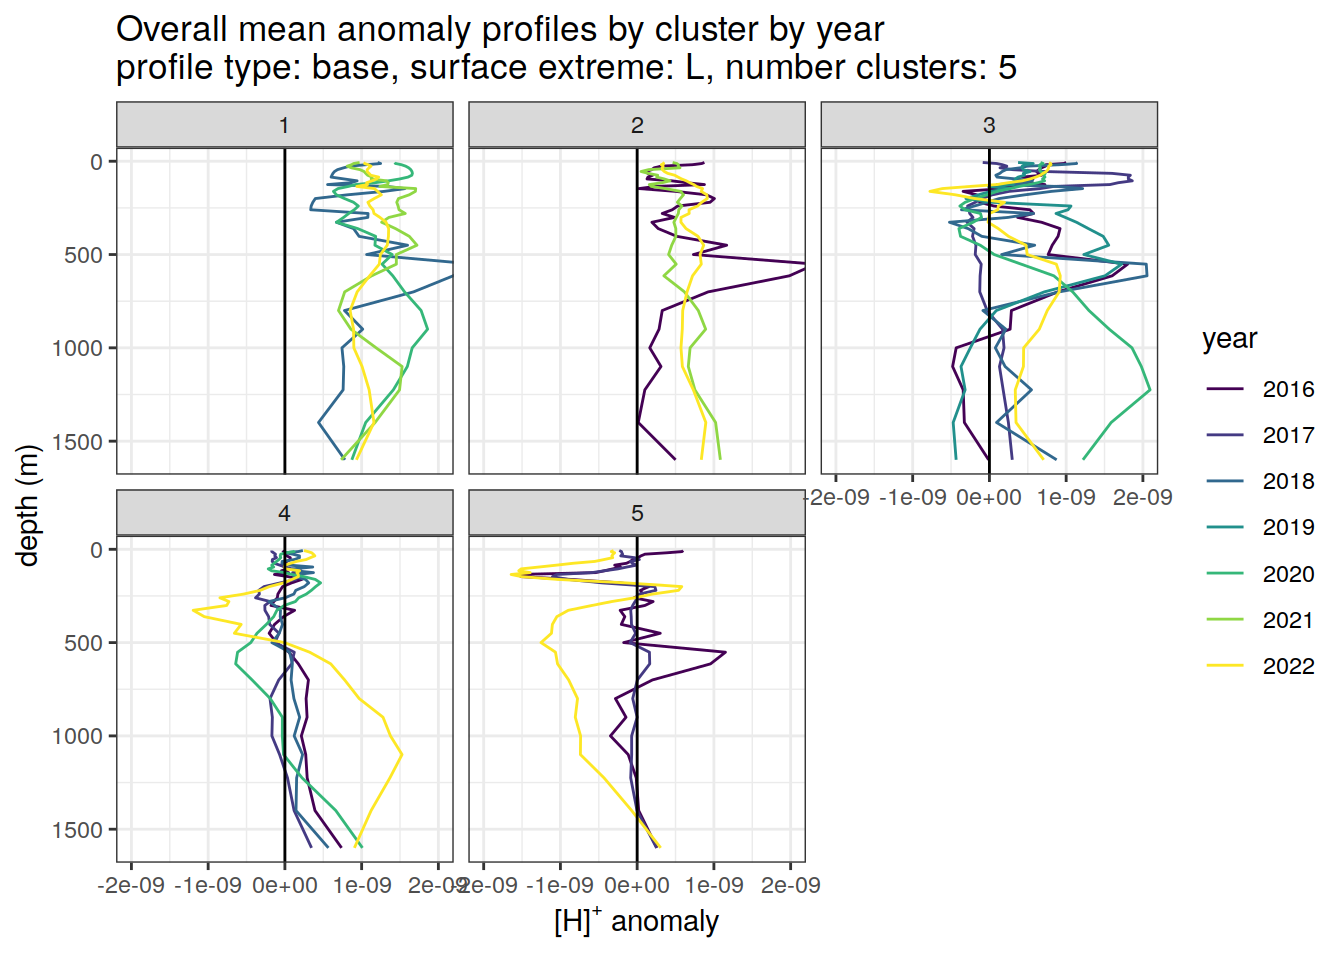 Overall mean anomaly profiles by cluster by year
profile type: base, surface extreme: L, number clusters: 5
1
2
3
0
500
1000
1500
-2e-09 -1e-09 0e+00 1e-09 2e-09
4
5
0
500
1000
1500
-2e-09 -1e-09 0e+00 1e-09 2e-09
-2e-09 -1e-09 0e+00 1e-09 2e-09
depth (m)
[H]⁺ anomaly
year
2016
2017
2018
2019
2020
2021
2022